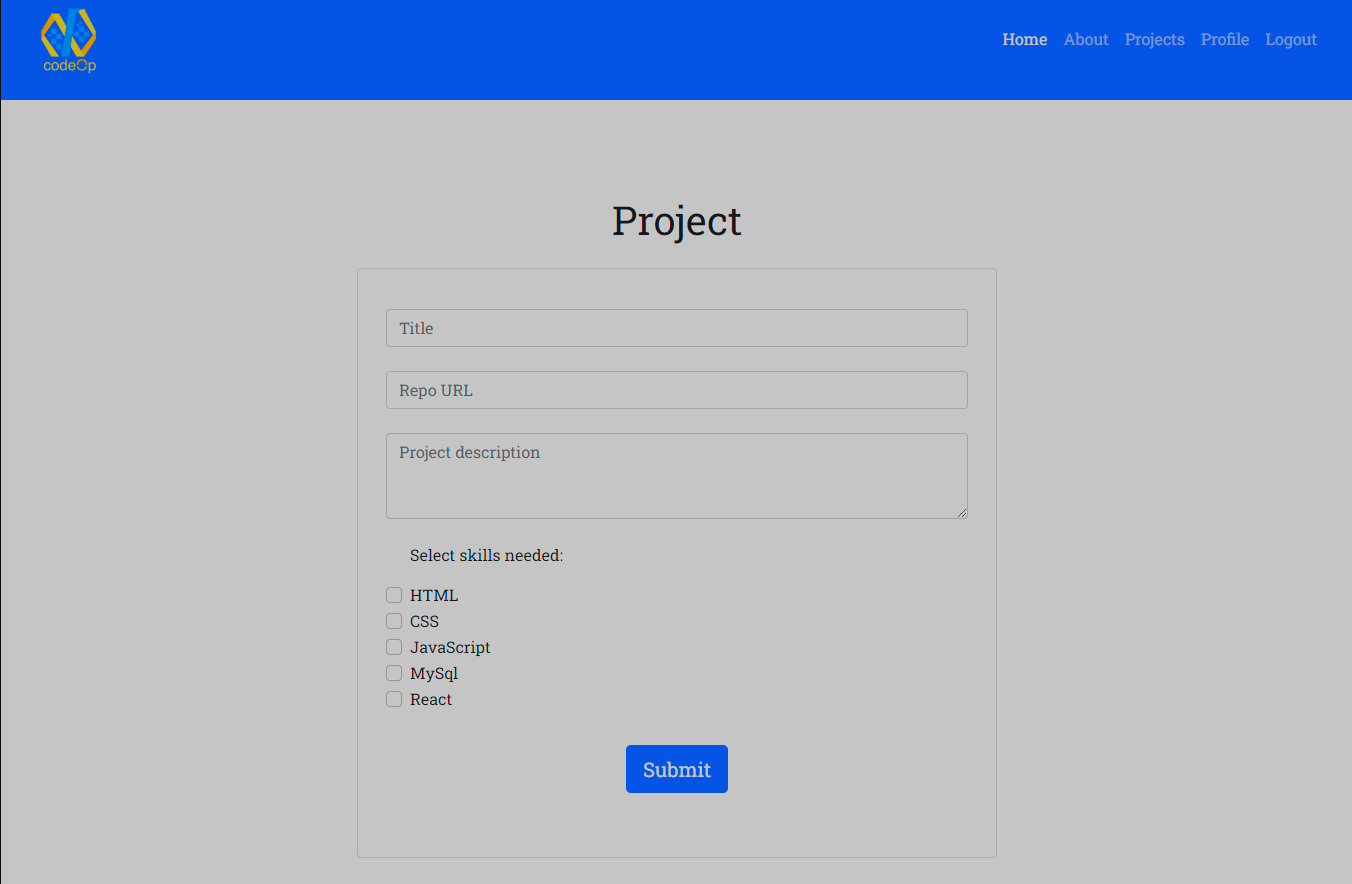 codeOp
Home About Projects Profile Logout
Project
Title
Repo URL
Project description
Select skills needed:
HTML
CSS
JavaScript
MySql
React
Submit